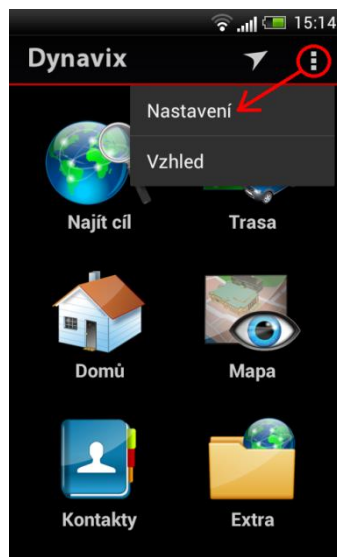 15:14
Dynavix
Nastavení
Vzhled
Najít cíl
Trasa
Domů
Mapa
Kontakty
Extra